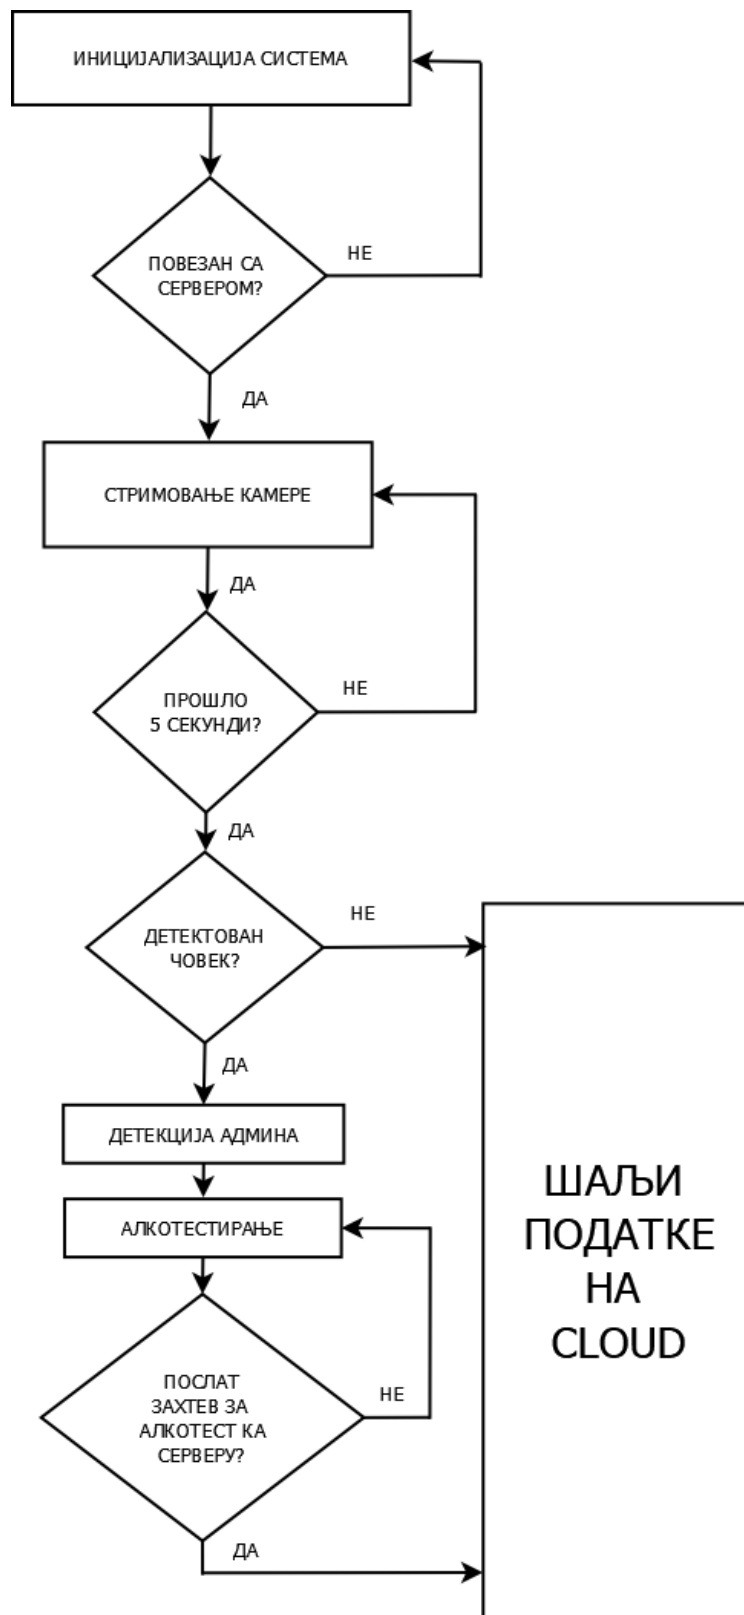 ИНИЦИЈАЛИЗАЦИЈА СИСТЕМА
НЕ
ПОВЕЗАН СА
СЕРВЕРОМ?
ДА
СТРИМОВАЊЕ КАМЕРЕ
ДА
НЕ
ПРОШЛО
5 СЕКУНДИ?
ДА
НЕ
ДЕТЕКТОВАН
ЧОВЕК?
ДА
ДЕТЕКЦИЈА АДМИНА
АЛКОТЕСТИРАЊЕ
ПОСЛАТ
ЗАХТЕВ ЗА
АЛКОТЕСТ КА
СЕРВЕРУ?
НЕ
ДА
ШАЉИ
ПОДАТКЕ
НА
CLOUD